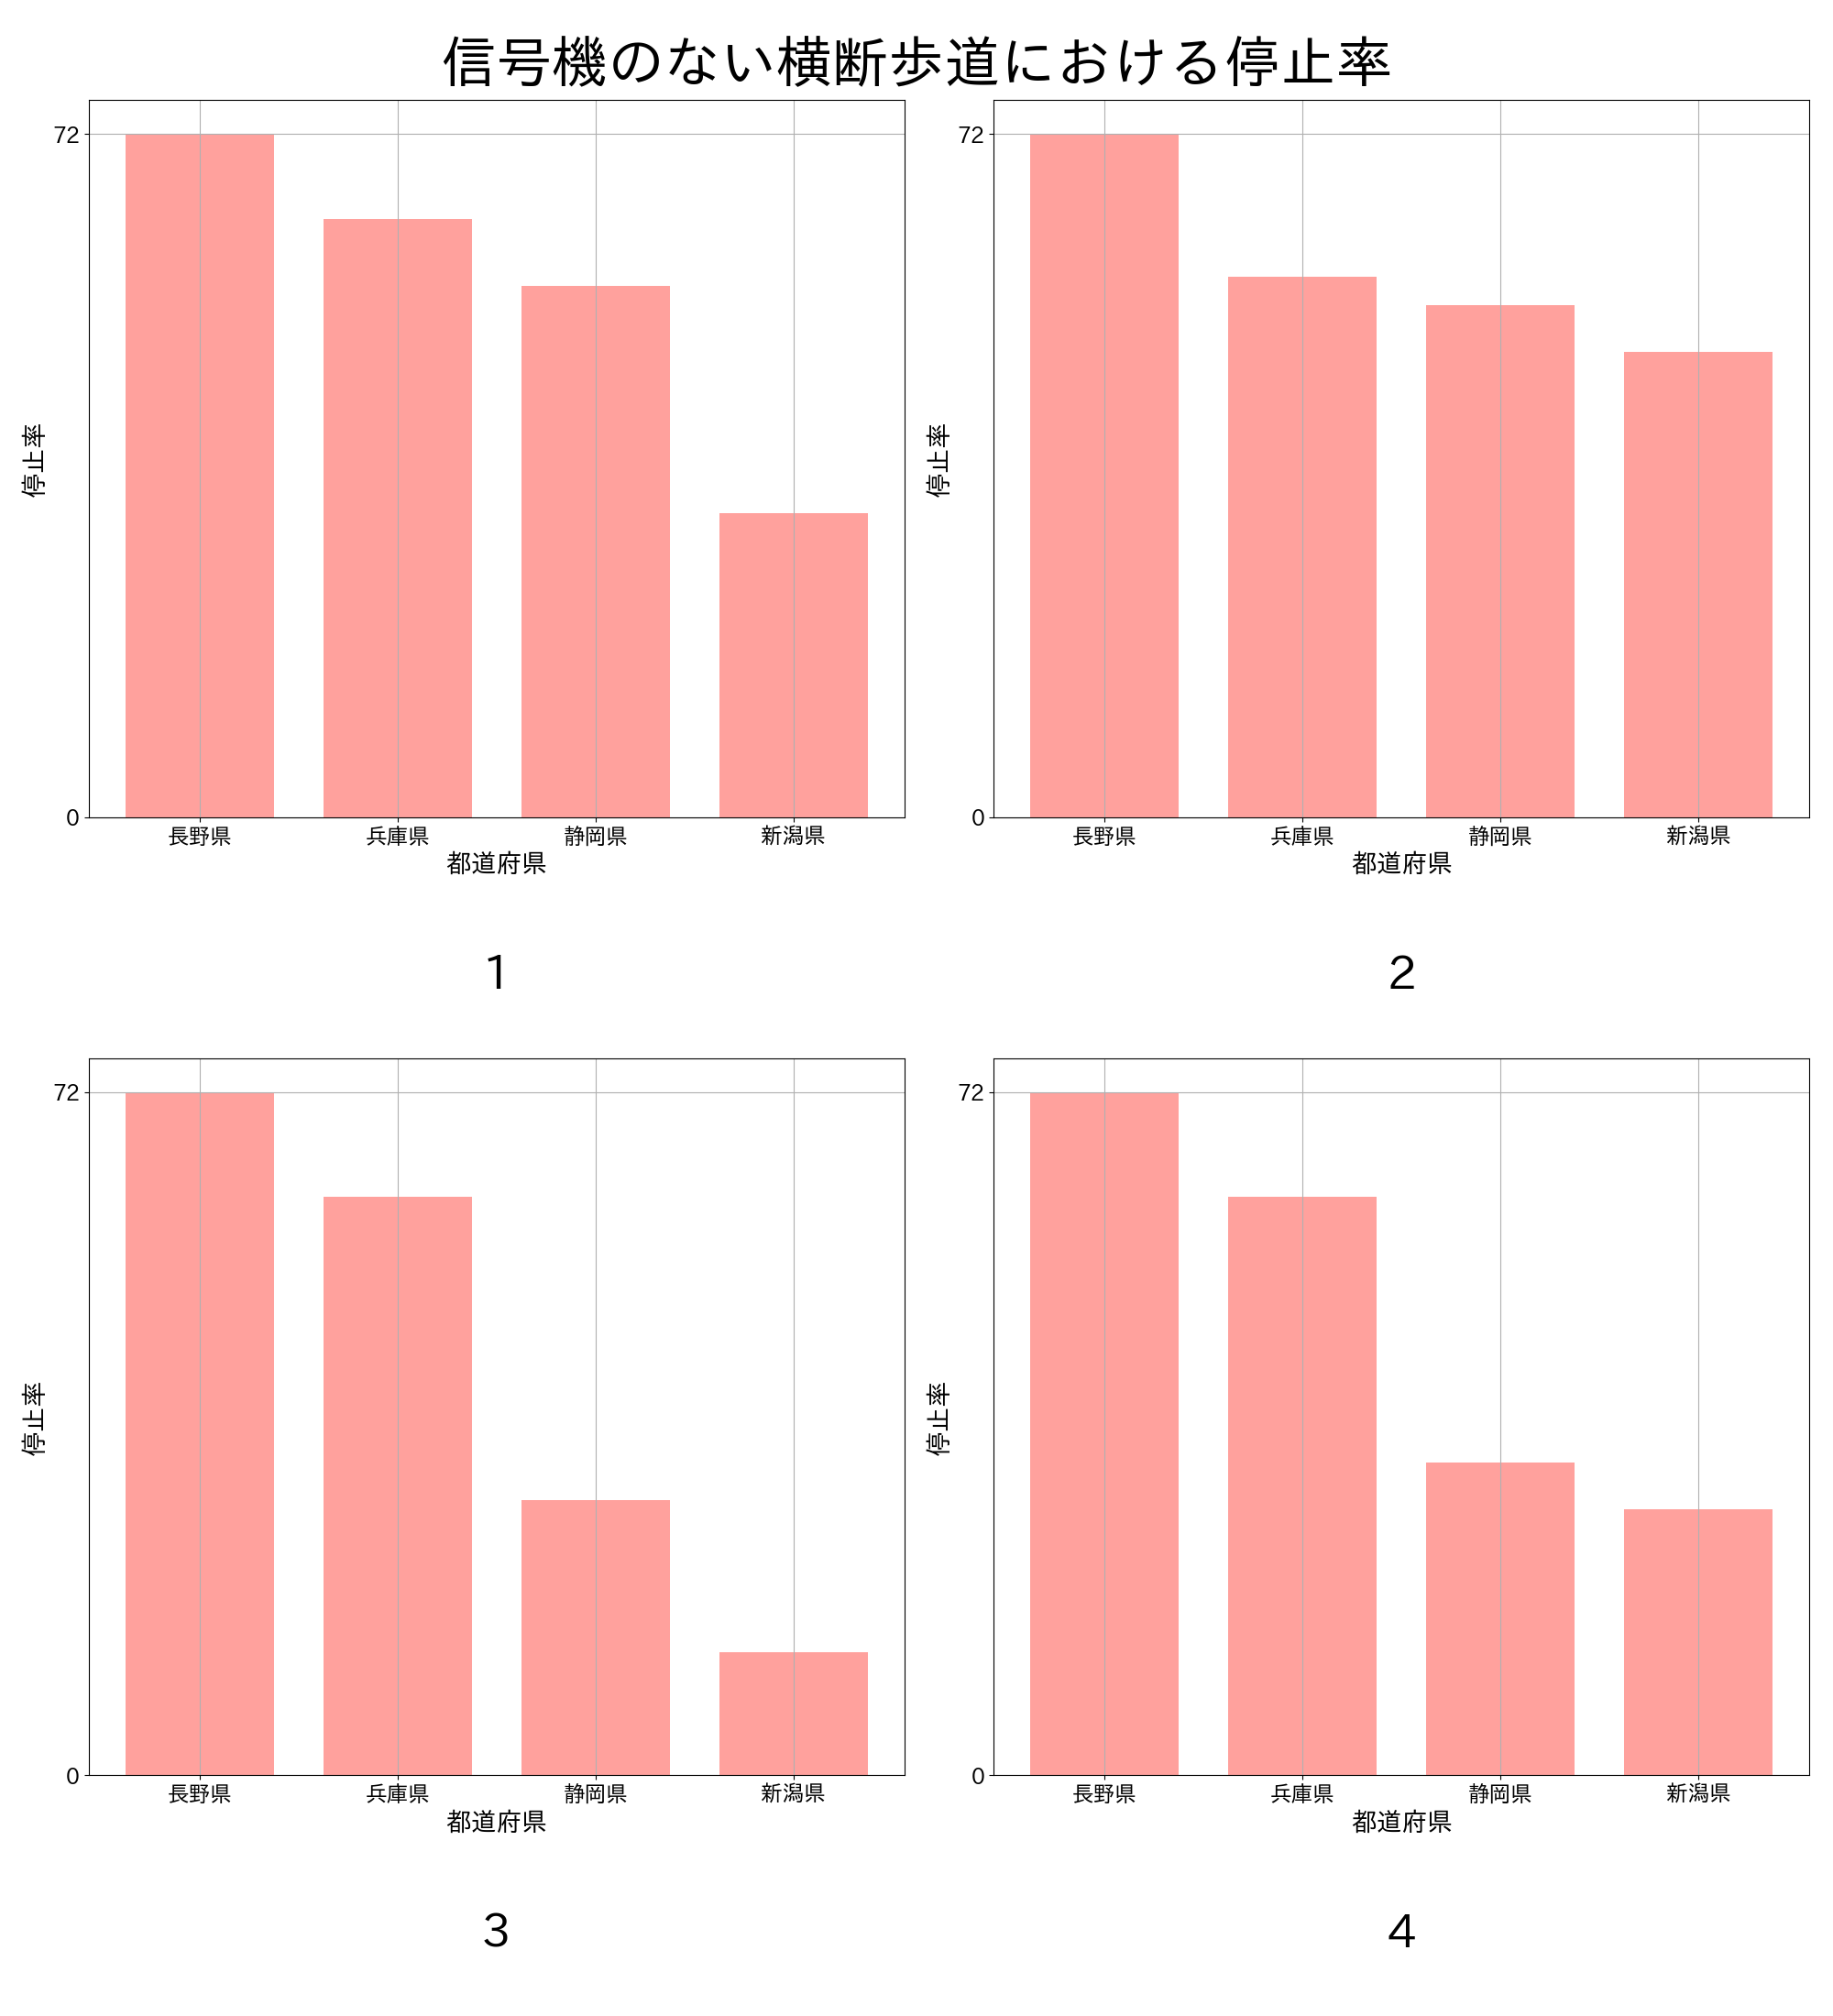 信号機のない横断歩道における停止率
72
0
停止率
長野県 兵庫県 静岡県 新潟県
都道府県
1
72
0
停止率
長野県 兵庫県 静岡県 新潟県
都道府県
2
72
0
停止率
長野県 兵庫県 静岡県 新潟県
都道府県
3
72
0
停止率
長野県 兵庫県 静岡県 新潟県
都道府県
4